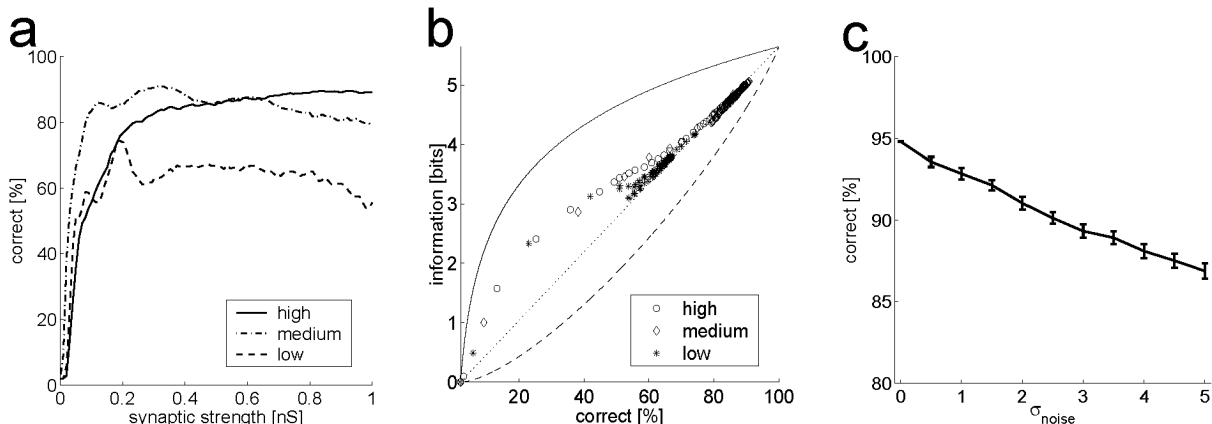 a
100
80
60
40
20
0
correct [%]
high
medium
low
0 0.2 0.4 0.6 0.8 1
synaptic strength [nS]
b
5
4
3
2
1
0
information [bits]
high
medium
low
20 40 60 80 100
correct [%]
c
100
95
90
85
80
correct [%]
0 1 2 3 4 5
σnoise